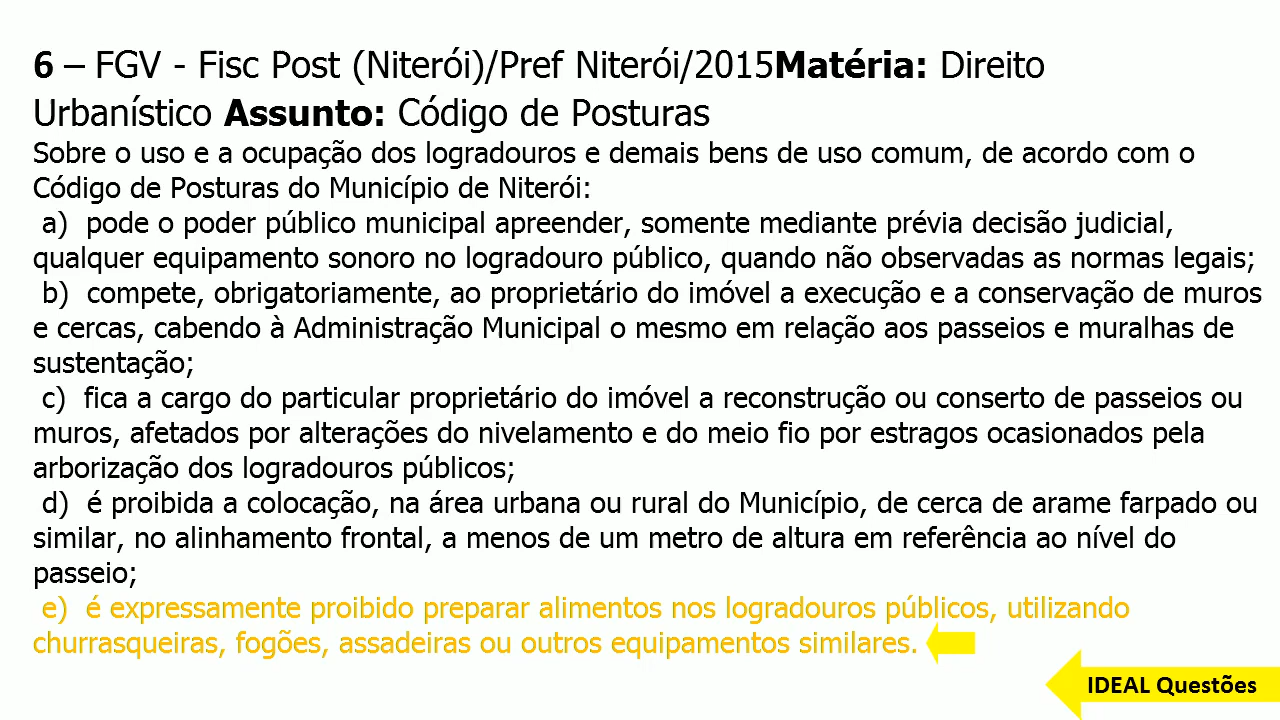 6 – FGV - Fisc Post (Niterói)/Pref Niterói/2015Matéria: Direito
Urbanístico Assunto: Código de Posturas
Sobre o uso e a ocupação dos logradouros e demais bens de uso comum, de acordo com o
Código de Posturas do Município de Niterói:
a) pode o poder público municipal apreender, somente mediante prévia decisão judicial,
qualquer equipamento sonoro no logradouro público, quando não observadas as normas legais;
b) compete, obrigatoriamente, ao proprietário do imóvel a execução e a conservação de muros
e cercas, cabendo à Administração Municipal o mesmo em relação aos passeios e muralhas de
sustentação;
c) fica a cargo do particular proprietário do imóvel a reconstrução ou conserto de passeios ou
muros, afetados por alterações do nivelamento e do meio fio por estragos ocasionados pela
arborização dos logradouros públicos;
d) é proibida a colocação, na área urbana ou rural do Município, de cerca de arame farpado ou
similar, no alinhamento frontal, a menos de um metro de altura em referência ao nível do
passeio;
e) é expressamente proibido preparar alimentos nos logradouros públicos, utilizando
churrasqueiras, fogões, assadeiras ou outros equipamentos similares.
IDEAL Questões